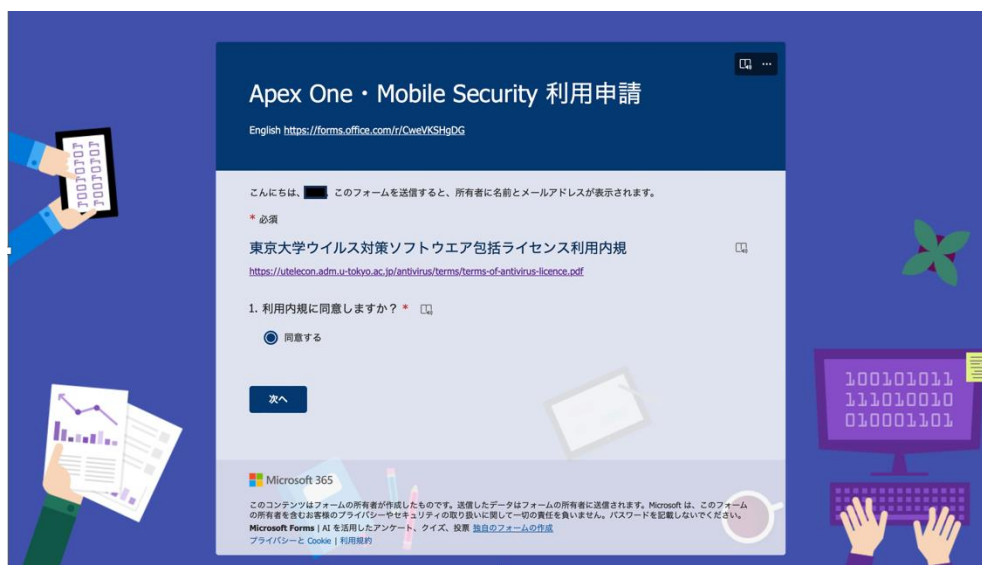 Apex One・Mobile Security 利用申請
English https://forms.office.com/r/CweVKSHgDG
こんにちは、 このフォームを送信すると、所有者に名前とメールアドレスが表示されます。
* 必須
東京大学ウイルス対策ソフトウエア包括ライセンス利用内規
https://utelecon.adm.u-tokyo.ac.jp/antivirus/terms/terms-of-antivirus-licence.pdf
1. 利用内規に同意しますか？ *
同意する
次へ
100101011
111010010
010001101
Microsoft 365
このコンテンツはフォームの所有者が作成したものです。送信したデータはフォームの所有者に送信されます。Microsoft は、このフォーム
の所有者を含むお客様のプライバシーやセキュリティの取り扱いに関して一切の責任を負いません。パスワードを記載しないでください。
Microsoft Forms | AI を活用したアンケート、クイズ、投票 独自のフォームの作成
プライバシーと Cookie | 利用規約